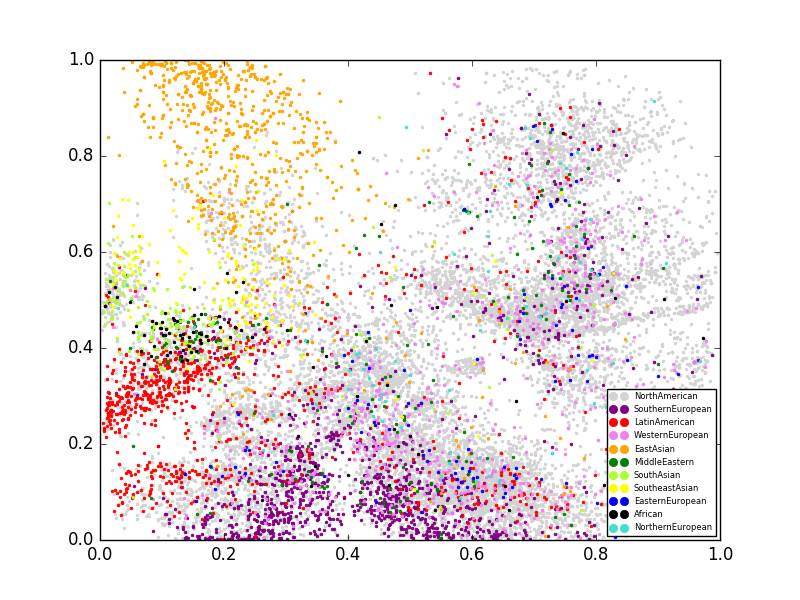 1.0
0.8
0.6
0.4
0.2
0.0
0.0 0.2 0.4 0.6 0.8 1.0
NorthAmerican
SouthernEuropean
LatinAmerican
WesternEuropean
EastAsian
MiddleEastern
SouthAsian
SoutheastAsian
EasternEuropean
African
NorthernEuropean